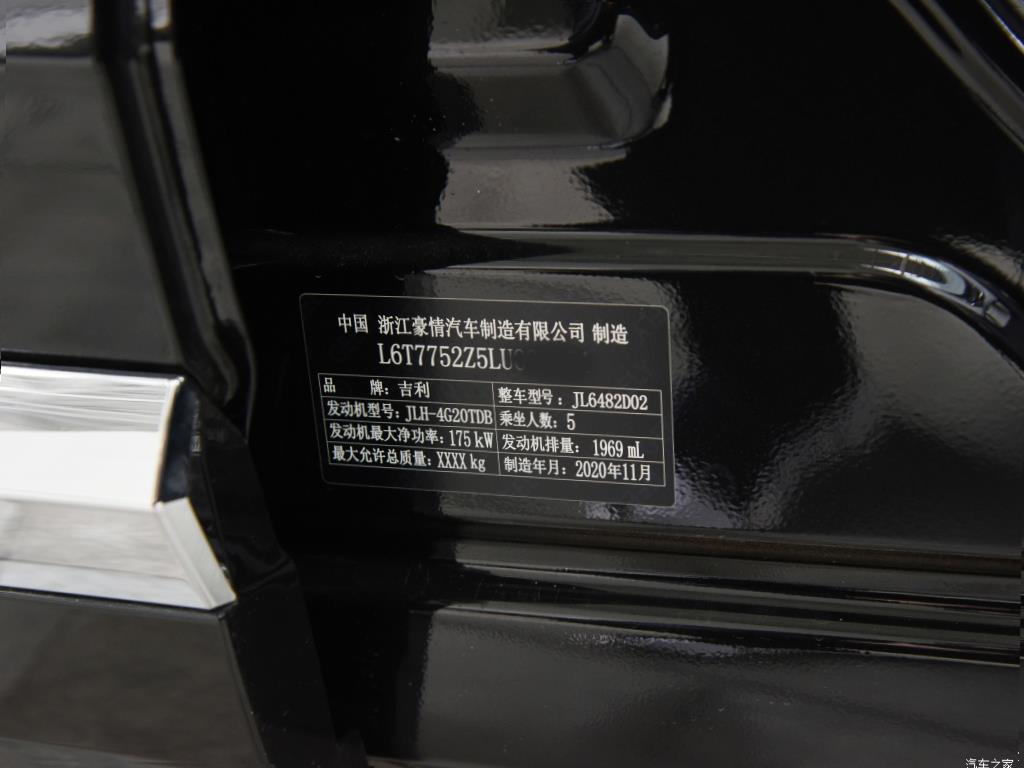 中国 浙江豪情汽车制造有限公司 制造
L6T7752Z5LU
品 牌：吉利 整车型号：JL6482D02
发动机型号：JLH-4G20TDB 乘坐人数：5
发动机最大净功率：175 kW 发动机排量：1969 mL
最大允许总质量：XXXX kg 制造年月：2020年11月
汽车之家